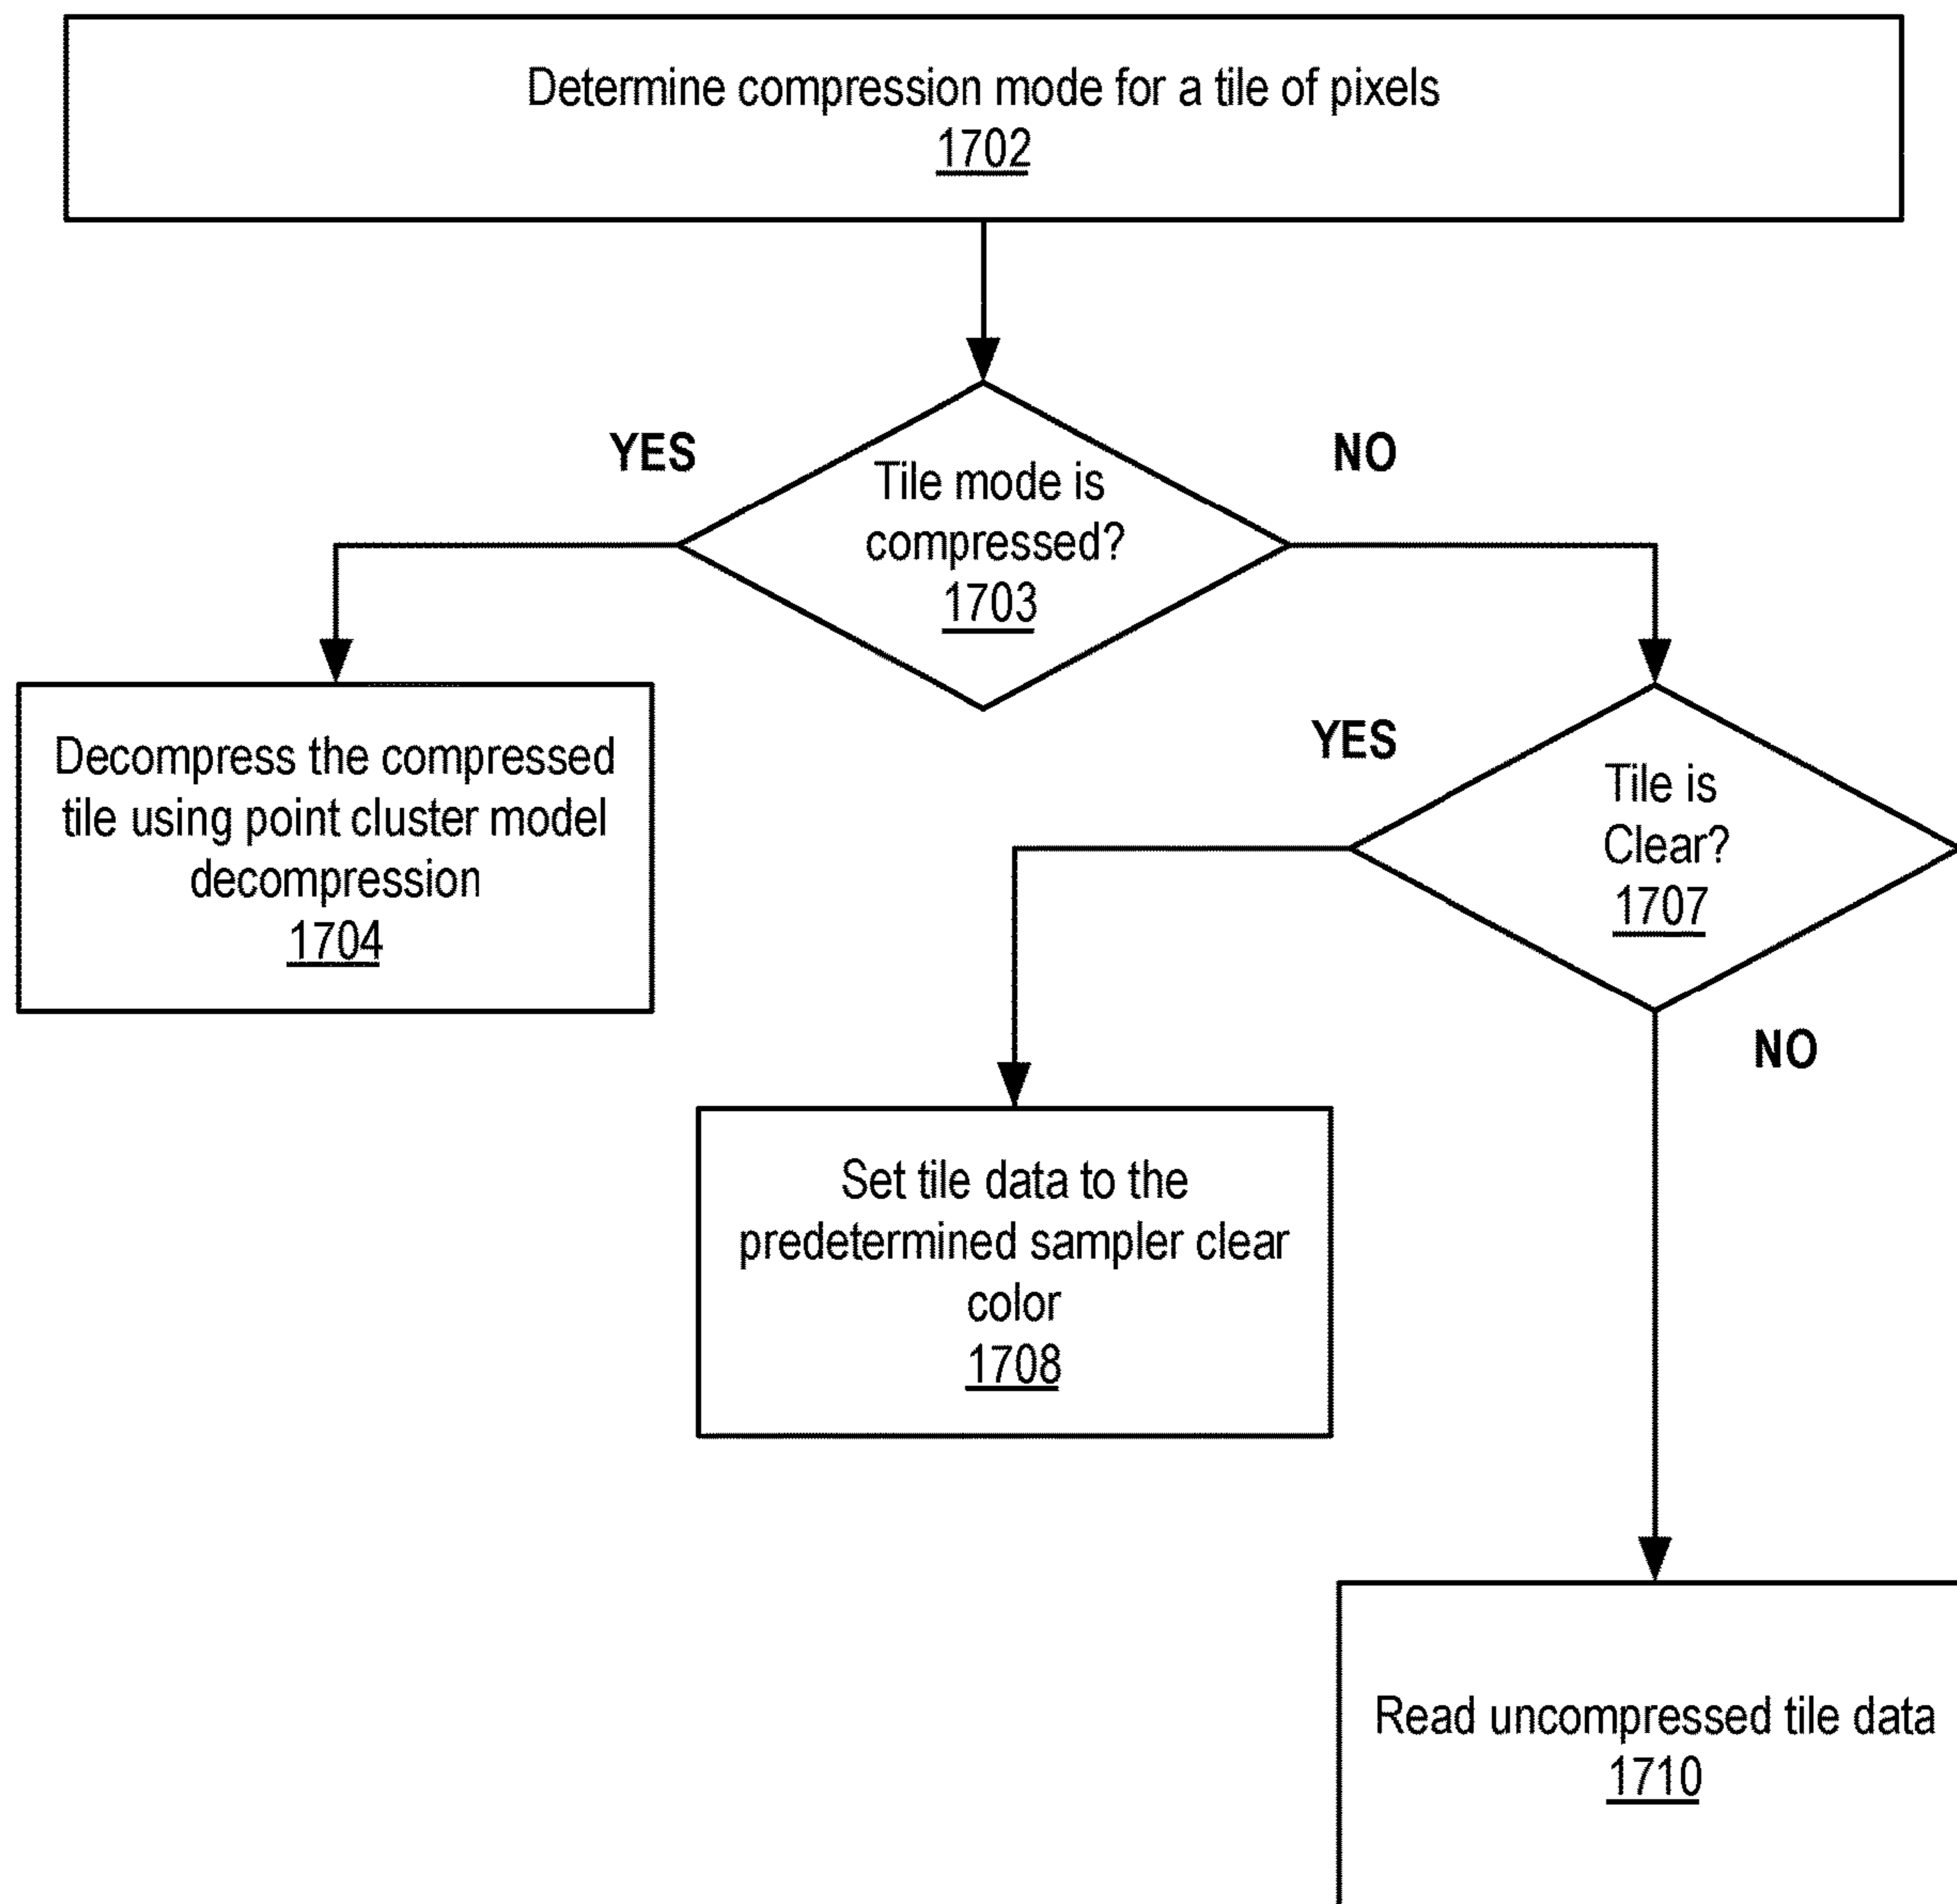 Determine compression mode for a tile of pixels
1702
YES
NO
Tile mode is
compressed?
1703
Decompress the compressed
tile using point cluster model
decompression
1704
YES
Tile is
Clear?
1707
NO
Set tile data to the
predetermined sampler clear
color
1708
Read uncompressed tile data
1710